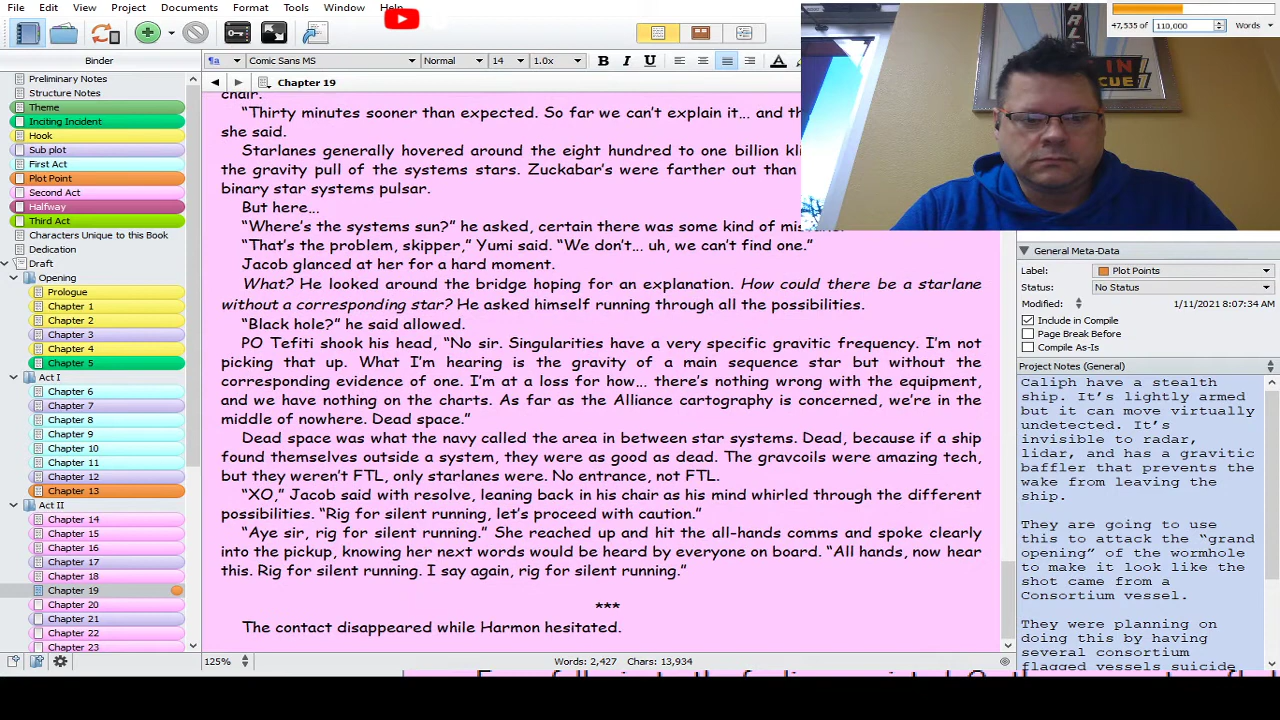 File Edit View Project Documents Format Tools Window Help
47,535 of 110,000 Words
Comic Sans MS Normal 14 1.0x B I U A
Binder
Chapter 19
Preliminary Notes
Structure Notes
Theme
Inciting Incident
Hook
Sub plot
First Act
Plot Point
Second Act
Halfway
Third Act
Characters Unique to this Book
Dedication
Draft
Opening
Prologue
Chapter 1
Chapter 2
Chapter 3
Chapter 4
Chapter 5
Act I
Chapter 6
Chapter 7
Chapter 8
Chapter 9
Chapter 10
Chapter 11
Chapter 12
Chapter 13
Act II
Chapter 14
Chapter 15
Chapter 16
Chapter 17
Chapter 18
Chapter 19
Chapter 20
Chapter 21
Chapter 22
Chapter 23
chair.
“Thirty minutes sooner than expected. So far we can’t explain it… and th
she said.
Starlanes generally hovered around the eight hundred to one billion kli
the gravity pull of the systems stars. Zuckabar’s were farther out than
binary star systems pulsar.
But here…
“Where’s the systems sun?” he asked, certain there was some kind of mis
“That’s the problem, skipper,” Yumi said. “We don’t… uh, we can’t find one.”
Jacob glanced at her for a hard moment.
What? He looked around the bridge hoping for an explanation. How could there be a starlane
without a corresponding star? He asked himself running through all the possibilities.
“Black hole?” he said allowed.
PO Tefiti shook his head, “No sir. Singularities have a very specific gravitic frequency. I’m not
picking that up. What I’m hearing is the gravity of a main sequence star but without the
corresponding evidence of one. I’m at a loss for how… there’s nothing wrong with the equipment,
and we have nothing on the charts. As far as the Alliance cartography is concerned, we’re in the
middle of nowhere. Dead space.”
Dead space was what the navy called the area in between star systems. Dead, because if a ship
found themselves outside a system, they were as good as dead. The gravcoils were amazing tech,
but they weren’t FTL, only starlanes were. No entrance, not FTL.
“XO,” Jacob said with resolve, leaning back in his chair as his mind whirled through the different
possibilities. “Rig for silent running, let’s proceed with caution.”
“Aye sir, rig for silent running.” She reached up and hit the all-hands comms and spoke clearly
into the pickup, knowing her next words would be heard by everyone on board. “All hands, now hear
this. Rig for silent running. I say again, rig for silent running.”
***
The contact disappeared while Harmon hesitated.
125%
Words: 2,427 Chars: 13,934
General Meta-Data
Label: Plot Points
Status: No Status
Modified: 1/11/2021 8:07:34 AM
Include in Compile
Page Break Before
Compile As-Is
Project Notes (General)
Caliph have a stealth
ship. It’s lightly armed
but it can move virtually
undetected. It’s
invisible to radar,
lidar, and has a gravitic
baffler that prevents the
wake from leaving the
ship.
They are going to use
this to attack the “grand
opening” of the wormhole
to make it look like the
shot came from a
Consortium vessel.
They were planning on
doing this by having
several consortium
flagged vessels suicide